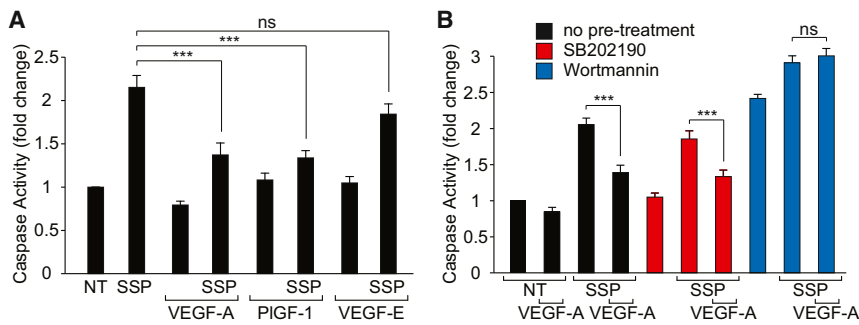 A
Caspase Activity (fold change)
2.5
2
1.5
1
0.5
0
ns
***
***
NT SSP SSP SSP SSP
VEGF-A PlGF-1 VEGF-E
B
no pre-treatment
SB202190
Wortmannin
Caspase Activity (fold change)
3
2.5
2
1.5
1
0.5
0
***
***
ns
NT SSP SSP SSP
VEGF-A VEGF-A VEGF-A VEGF-A